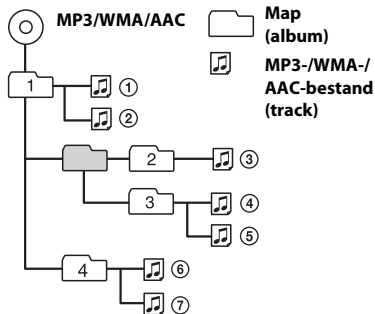 MP3/WMA/AAC
Map
(album)
MP3-/WMA-/
AAC-bestand
(track)
1
①
②
2
③
3
④
⑤
4
⑥
⑦